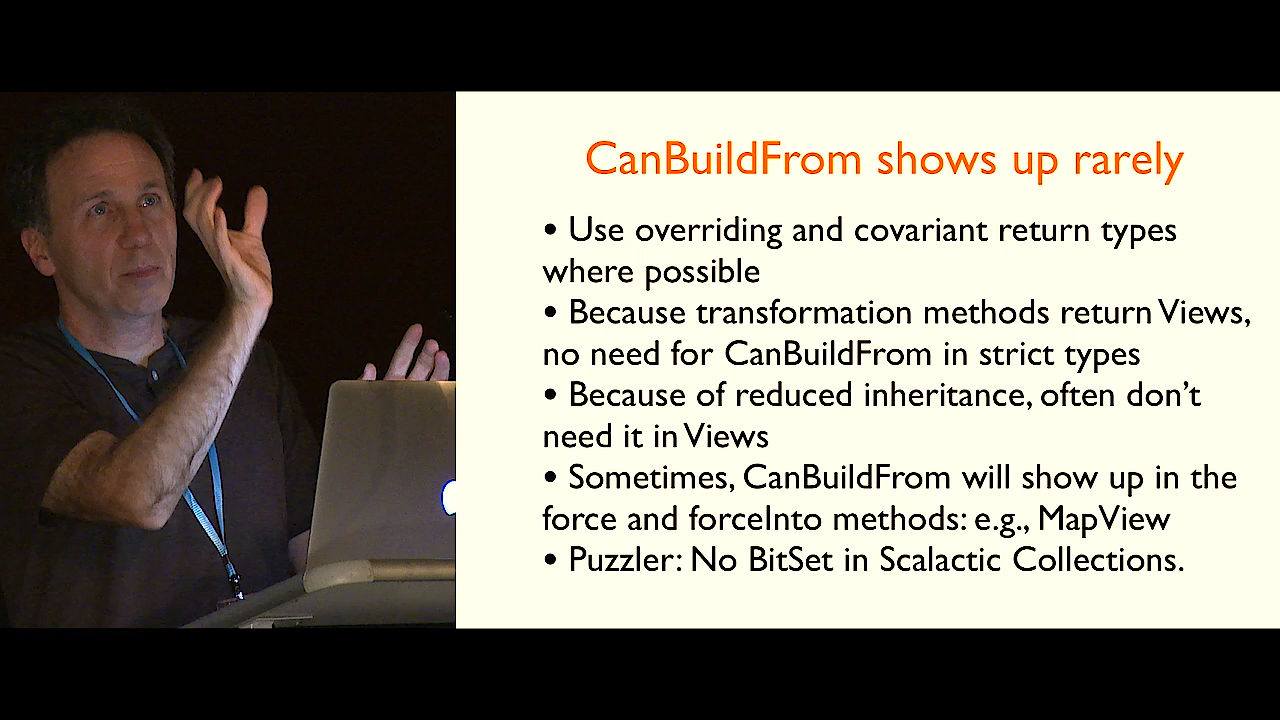 CanBuildFrom shows up rarely
• Use overriding and covariant return types
where possible
• Because transformation methods return Views,
no need for CanBuildFrom in strict types
• Because of reduced inheritance, often don’t
need it in Views
• Sometimes, CanBuildFrom will show up in the
force and forceInto methods: e.g., MapView
• Puzzler: No BitSet in Scalactic Collections.